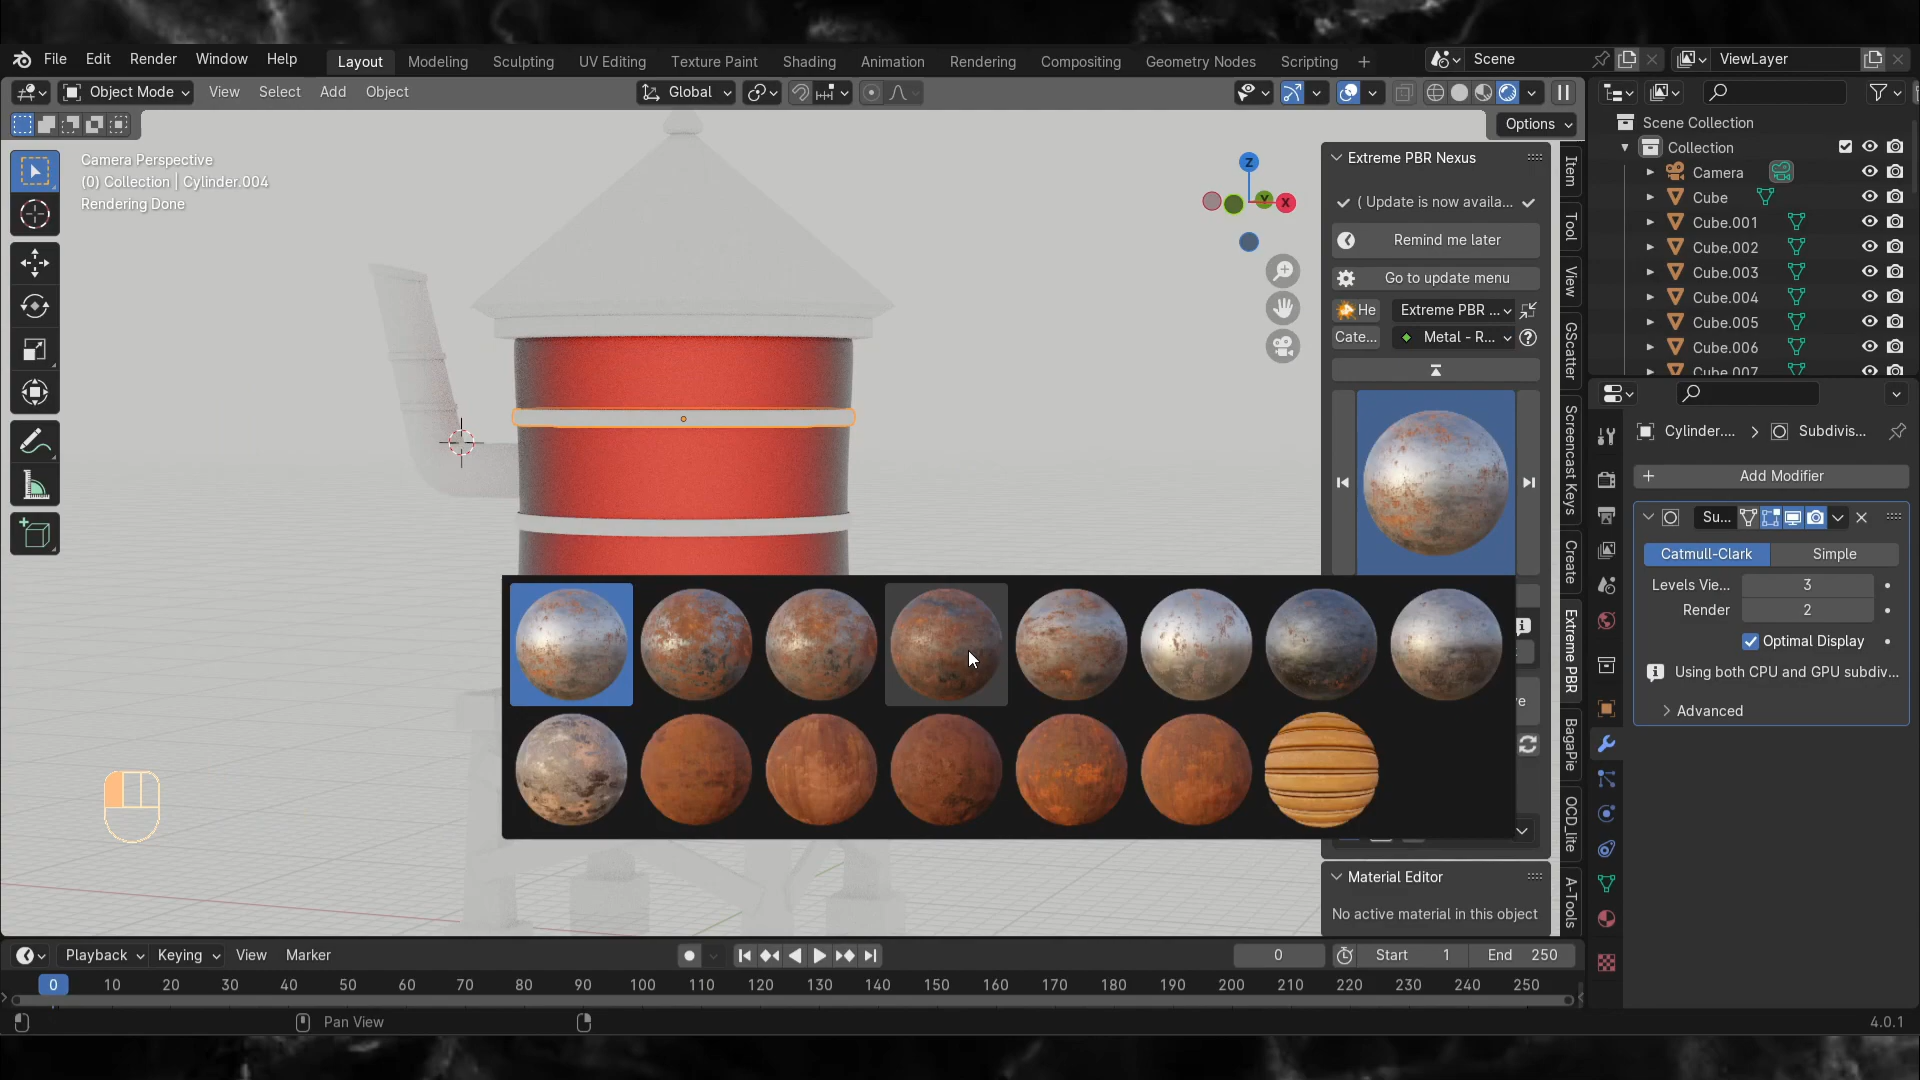 File Edit Render Window Help Layout Modeling Sculpting UV Editing Texture Paint Shading Animation Rendering Compositing Geometry Nodes Scripting Scene ViewLayer
Object Mode View Select Add Object Global
Options
Camera Perspective
(0) Collection | Cylinder.004
Rendering Done
Z
Y
X
Extreme PBR Nexus
( Update is now availa...
Remind me later
Go to update menu
He Extreme PBR ...
Cate... Metal - R...
e
Material Editor
No active material in this object
Item
Tool
View
GScatter
Screencast Keys
Create
Extreme PBR
BagaPie
OCD_lite
A-Tools
Scene Collection
Collection
Camera
Cube
Cube.001
Cube.002
Cube.003
Cube.004
Cube.005
Cube.006
Cube.007
Cylinder.... Subdivis...
Add Modifier
Su...
Catmull-Clark Simple
Levels Vie... 3
Render 2
Optimal Display
Using both CPU and GPU subdiv...
Advanced
Playback Keying View Marker 0 Start 1 End 250
0 10 20 30 40 50 60 70 80 90 100 110 120 130 140 150 160 170 180 190 200 210 220 230 240 250
Pan View 4.0.1